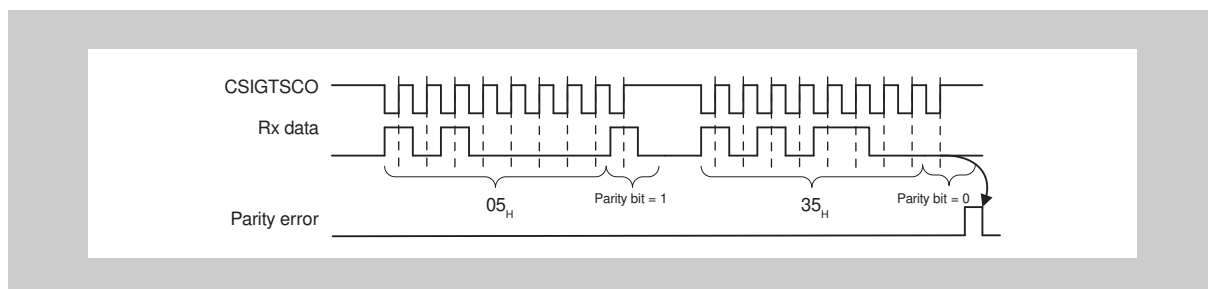 CSIGTSCO
Rx data
05H
Parity bit = 1
35H
Parity bit = 0
Parity error